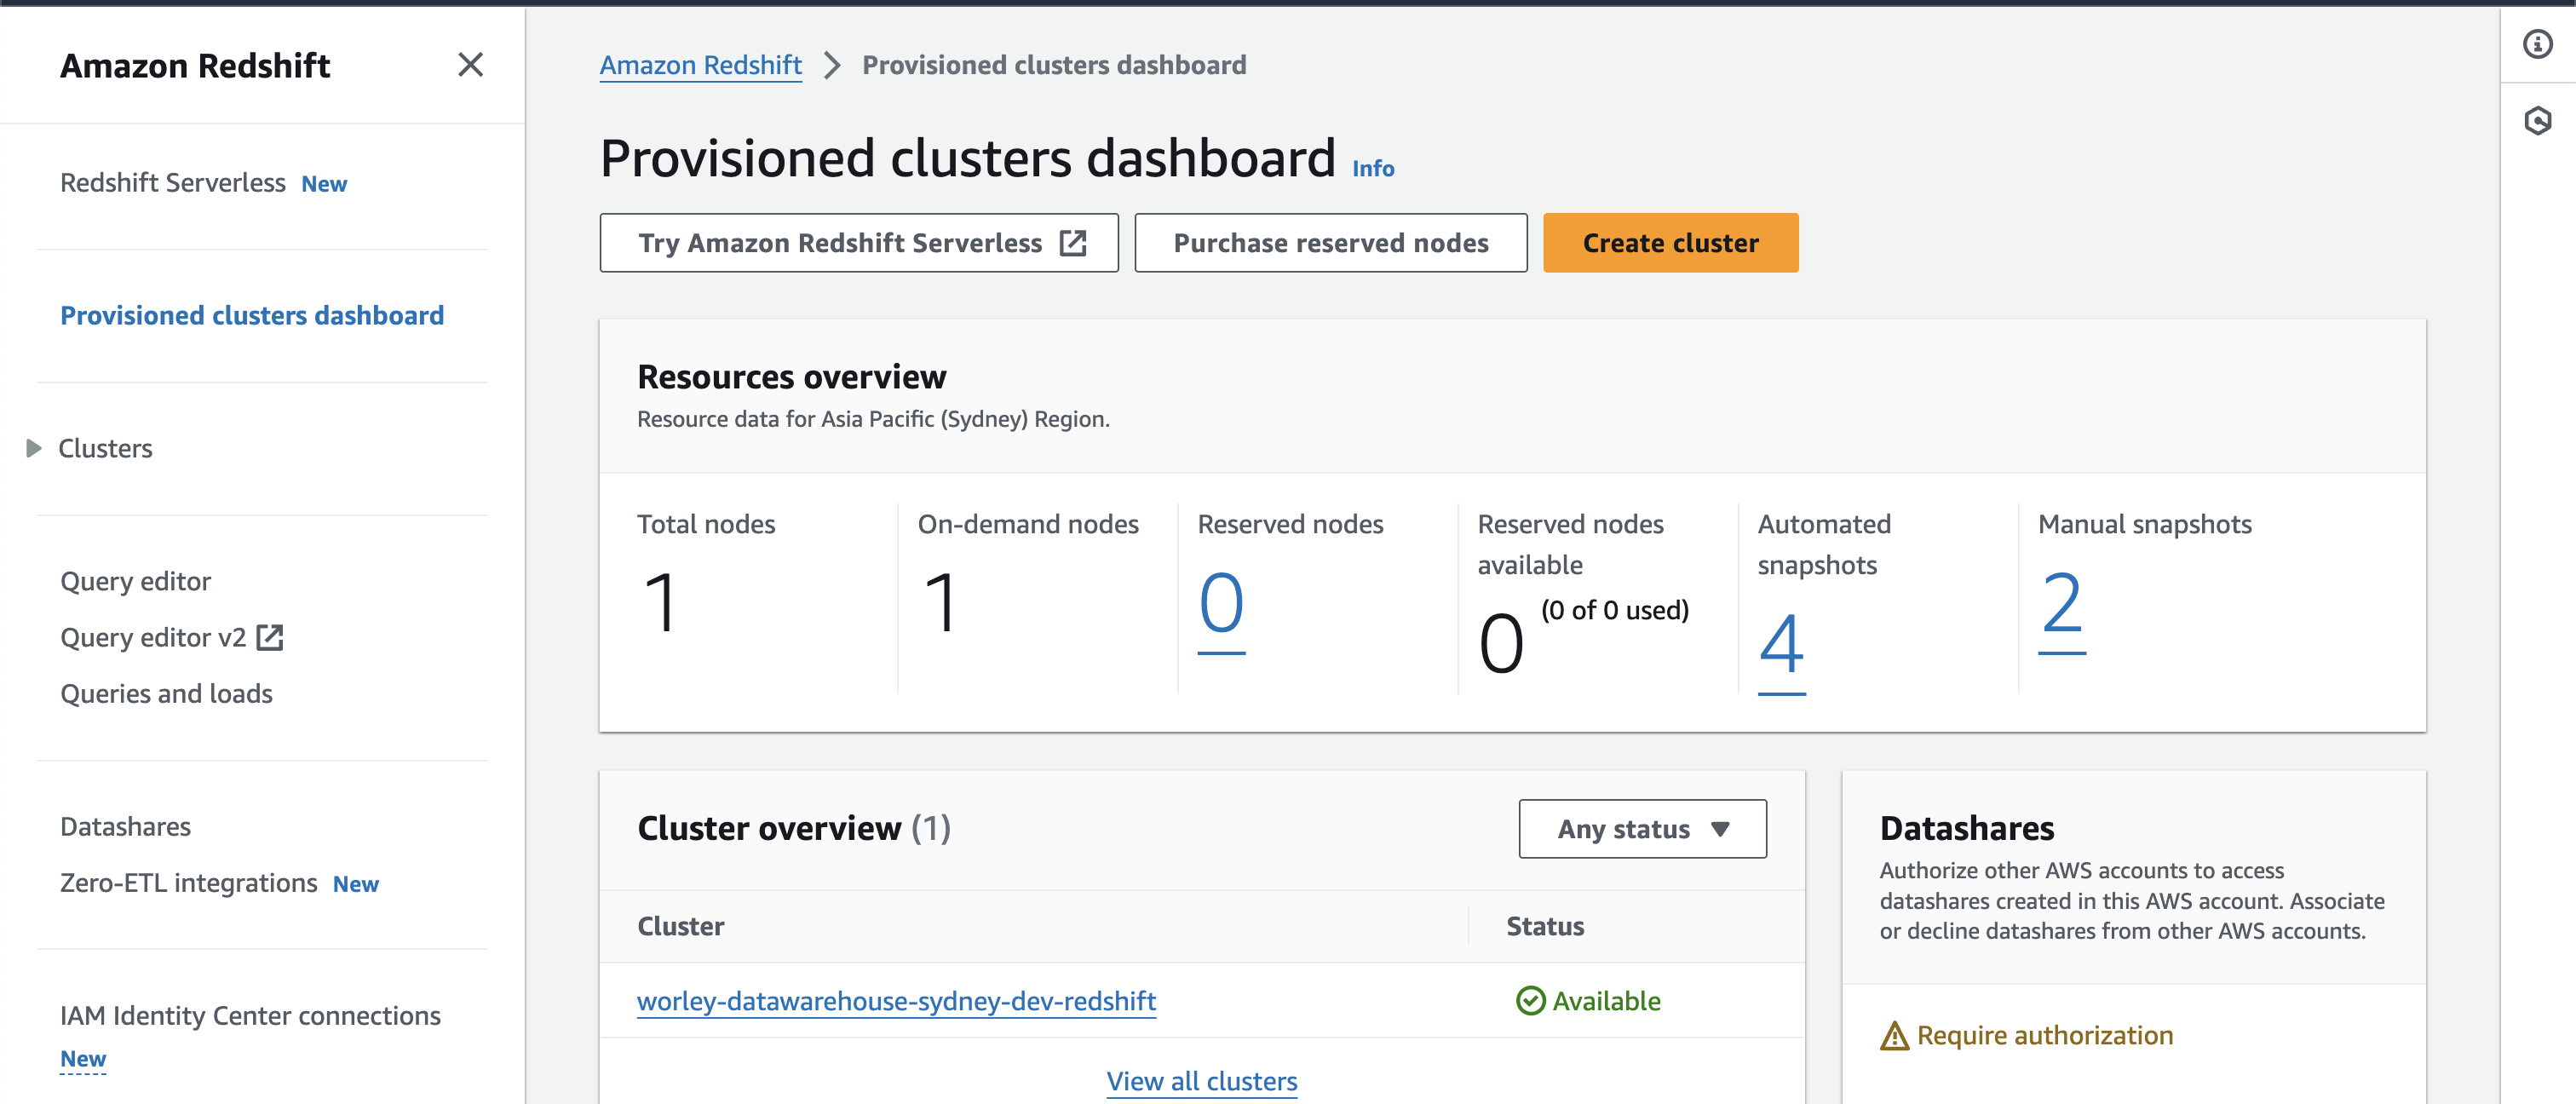 Amazon Redshift
Redshift Serverless New
Provisioned clusters dashboard
Clusters
Query editor
Query editor v2
Queries and loads
Datashares
Zero-ETL integrations New
IAM Identity Center connections
New
Amazon Redshift Provisioned clusters dashboard
Provisioned clusters dashboard Info
Try Amazon Redshift Serverless Purchase reserved nodes Create cluster
Resources overview
Resource data for Asia Pacific (Sydney) Region.
Total nodes
1
On-demand nodes
1
Reserved nodes
0
Reserved nodes
available
0 (0 of 0 used)
Automated
snapshots
4
Manual snapshots
2
Cluster overview (1) Any status
Cluster Status
worley-datawarehouse-sydney-dev-redshift Available
View all clusters
Datashares
Authorize other AWS accounts to access
datashares created in this AWS account. Associate
or decline datashares from other AWS accounts.
Require authorization